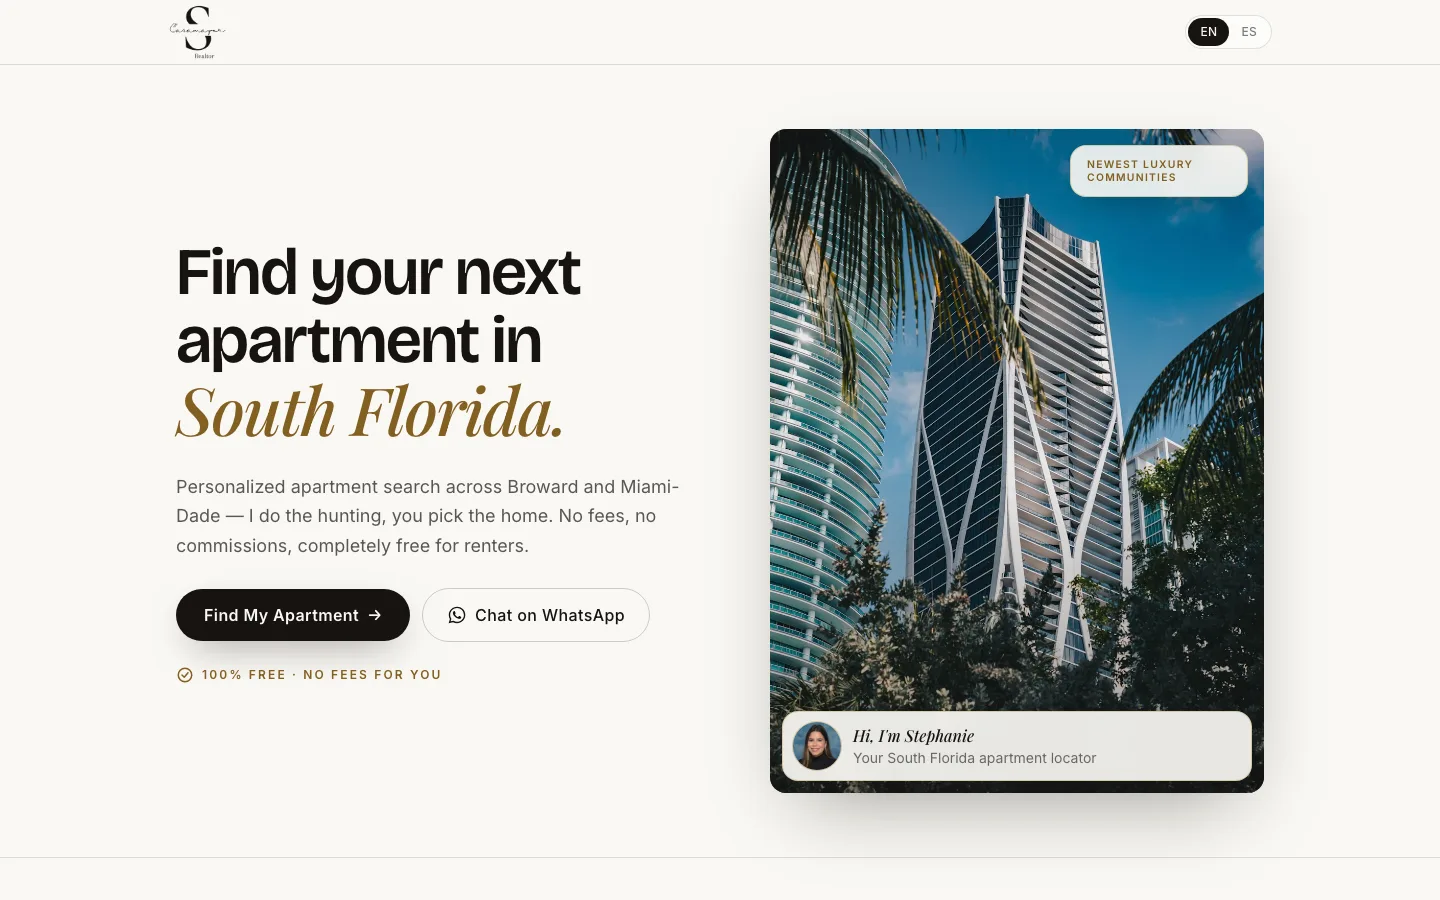 S
Realtor
EN
ES
Find your next
apartment in
South Florida.
Personalized apartment search across Broward and Miami-
Dade — I do the hunting, you pick the home. No fees, no
commissions, completely free for renters.
Find My Apartment →
Chat on WhatsApp
100% FREE · NO FEES FOR YOU
NEWEST LUXURY
COMMUNITIES
Hi, I'm Stephanie
Your South Florida apartment locator